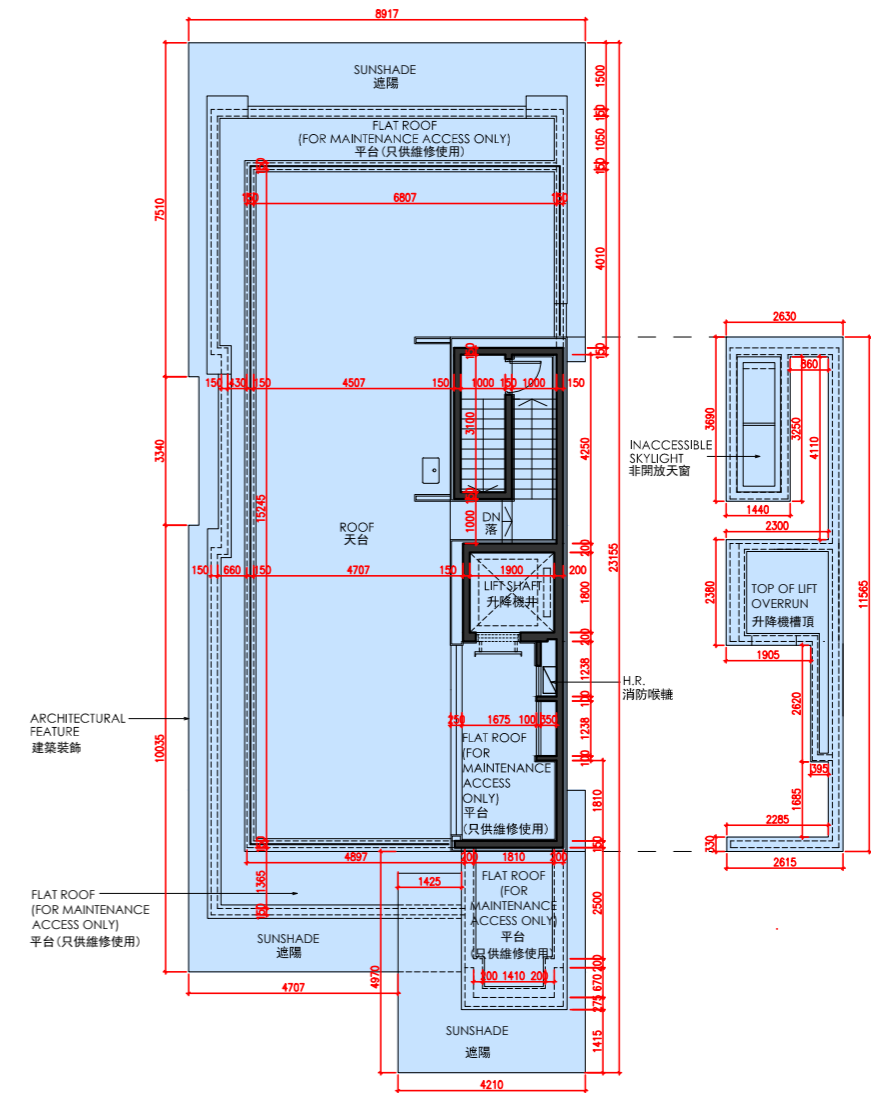 8917
SUNSHADE
遮陽
1500
150
FLAT ROOF
(FOR MAINTENANCE ACCESS ONLY)
平台(只供維修使用)
1050
150
150
150
6807
150
7510
4010
150
2630
150
150
430
150
4507
150
1000
150
1000
150
860
3100
4250
3690
3250
4110
INACCESSIBLE
SKYLIGHT
非開放天窗
3340
1440
15245
ROOF
天台
1000
DN
落
2300
200
23155
11565
150
660
150
4707
150
1900
200
LIFT SHAFT
升降機井
1800
2380
TOP OF LIFT
OVERRUN
升降機槽頂
200
1905
1238
H.R.
消防喉轆
100
2620
ARCHITECTURAL
FEATURE
建築裝飾
250
1675
100
350
1238
FLAT ROOF
(FOR
MAINTENANCE
ACCESS
ONLY)
平台
(只供維修使用)
100
10035
395
1810
1685
2285
150
150
330
4897
200
1810
200
2615
1365
1425
FLAT ROOF
(FOR
MAINTENANCE
ACCESS ONLY)
平台
(只供維修使用)
2500
FLAT ROOF
(FOR MAINTENANCE
ACCESS ONLY)
平台(只供維修使用)
150
SUNSHADE
遮陽
4970
200
200
1410
200
670
275
4707
SUNSHADE
遮陽
1415
4210